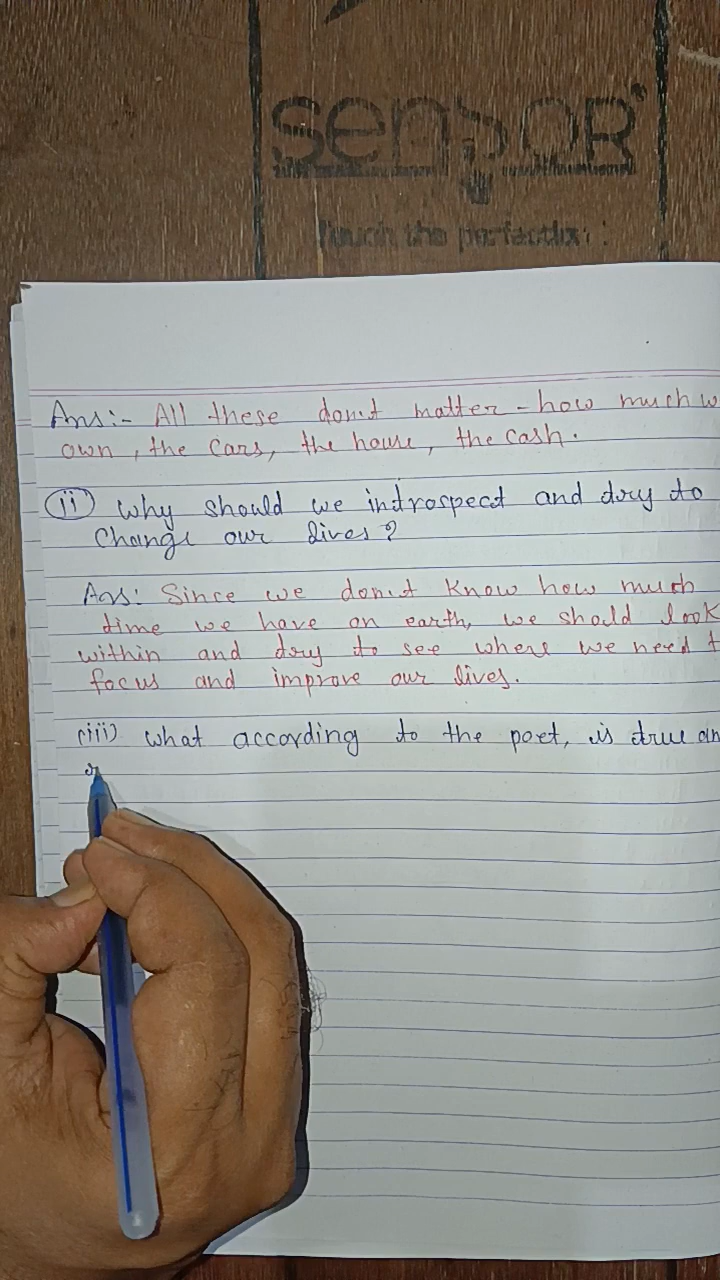 SenSOR
Touch the perfection
Ans:- All these don't matter - how much w
own, the cars, the house, the cash.
(ii) Why should we introspect and try to
change our lives?
Ans: Since we don't know how much
time we have on earth, we should look
within and try to see where we need t
focus and improve our lives.
(iii) what according to the poet, is true an